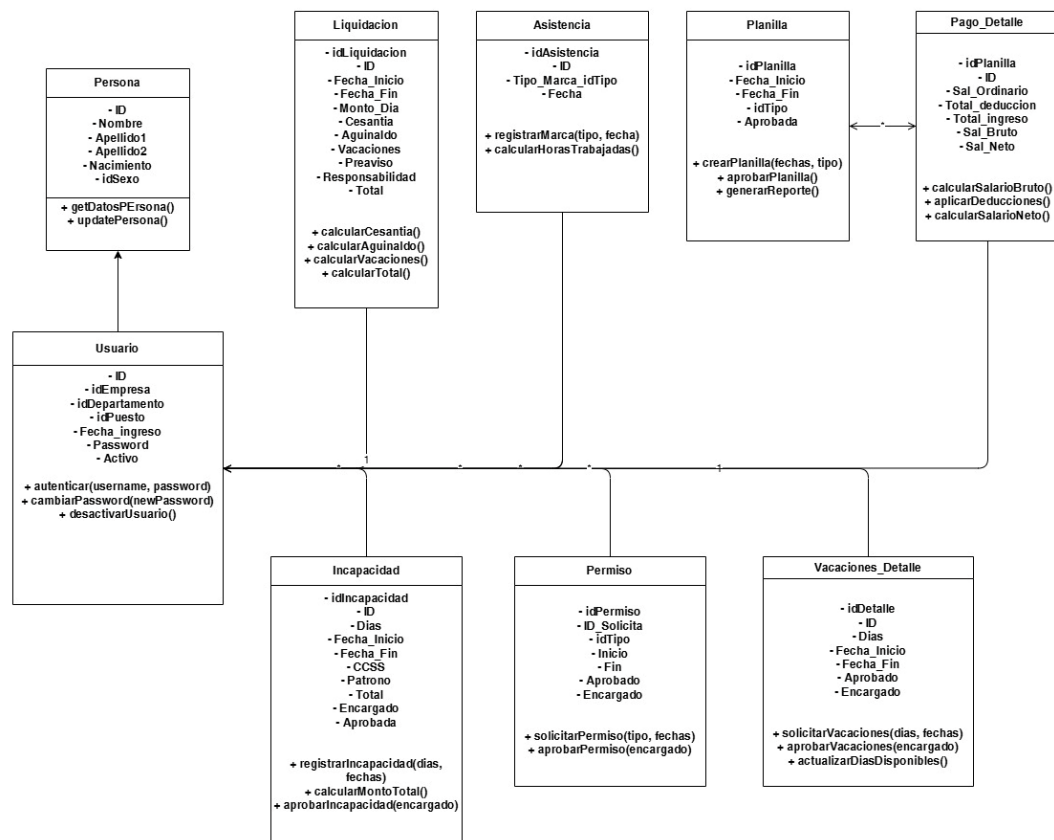 Persona
- ID
- Nombre
- Apellido1
- Apellido2
- Nacimiento
- idSexo
+ getDatosPErsona()
+ updatePersona()
Liquidacion
- idLiquidacion
- ID
- Fecha_Inicio
- Fecha_Fin
- Monto_Dia
- Cesantia
- Aguinaldo
- Vacaciones
- Preaviso
- Responsabilidad
- Total
+ calcularCesantia()
+ calcularAguinaldo()
+ calcularVacaciones()
+ calcularTotal()
Asistencia
- idAsistencia
- ID
- Tipo_Marca_idTipo
- Fecha
+ registrarMarca(tipo, fecha)
+ calcularHorasTrabajadas()
Planilla
- idPlanilla
- Fecha_Inicio
- Fecha_Fin
- idTipo
- Aprobada
+ crearPlanilla(fechas, tipo)
+ aprobarPlanilla()
+ generarReporte()
*
Pago_Detalle
- idPlanilla
- ID
- Sal_Ordinario
- Total_deduccion
- Total_ingreso
- Sal_Bruto
- Sal_Neto
+ calcularSalarioBruto()
+ aplicarDeducciones()
+ calcularSalarioNeto()
Usuario
- ID
- idEmpresa
- idDepartamento
- idPuesto
- Fecha_ingreso
- Password
- Activo
+ autenticar(username, password)
+ cambiarPassword(newPassword)
+ desactivarUsuario()
* 1 * * * 1
Incapacidad
- idIncapacidad
- ID
- Dias
- Fecha_Inicio
- Fecha_Fin
- CCSS
- Patrono
- Total
- Encargado
- Aprobada
+ registrarIncapacidad(días,
fechas)
+ calcularMontoTotal()
+ aprobarIncapacidad(encargado)
Permiso
- idPermiso
- ID_Solicita
- idTipo
- Inicio
- Fin
- Aprobado
- Encargado
+ solicitarPermiso(tipo, fechas)
+ aprobarPermiso(encargado)
Vacaciones_Detalle
- idDetalle
- ID
- Dias
- Fecha_Inicio
- Fecha_Fin
- Aprobado
- Encargado
+ solicitarVacaciones(días, fechas)
+ aprobarVacaciones(encargado)
+ actualizarDiasDisponibles()